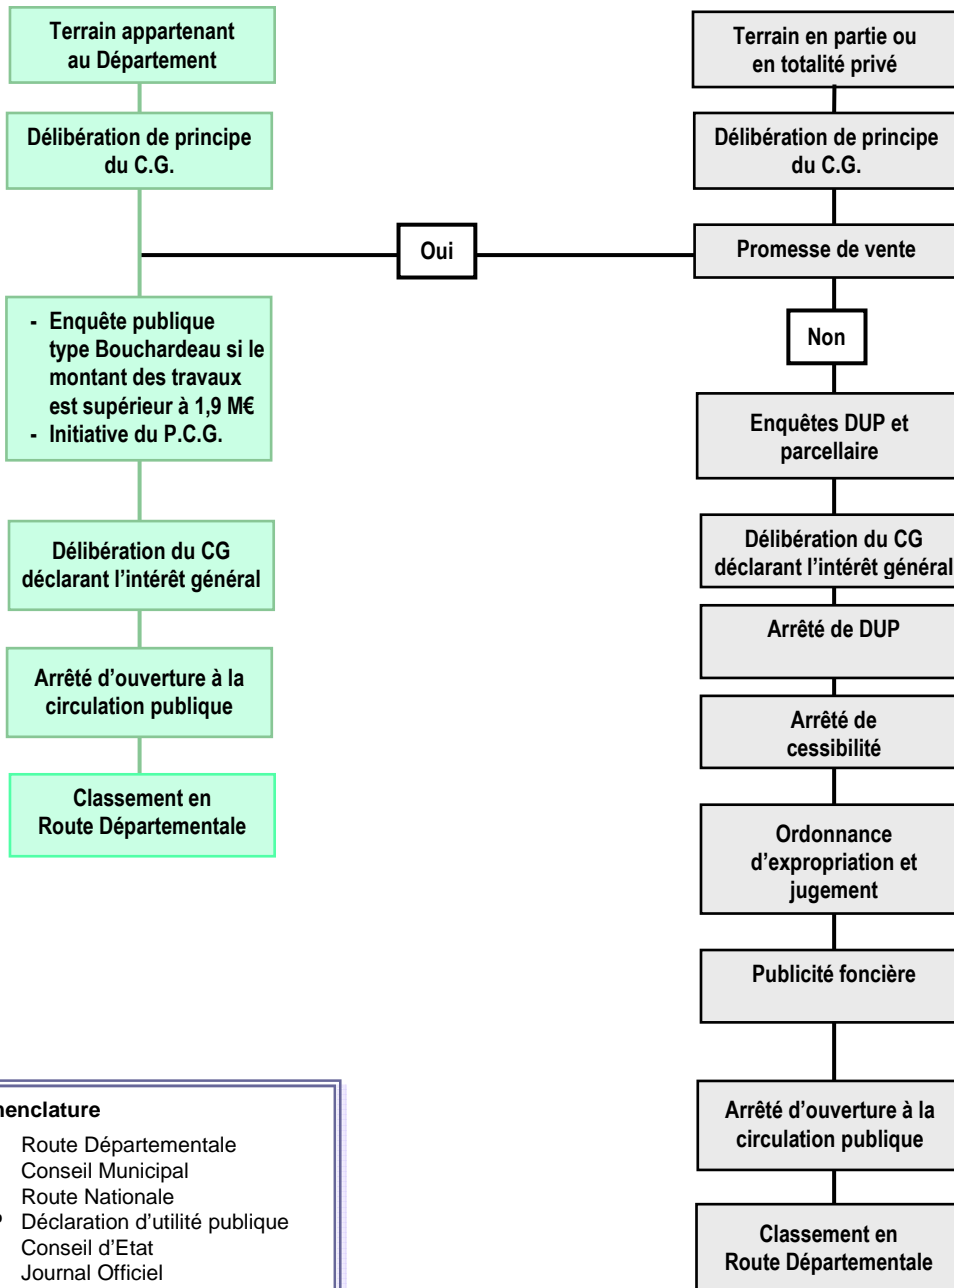 Terrain appartenant
au Département
Délibération de principe
du C.G.
- Enquête publique
type Bouchardeau si le
montant des travaux
est supérieur à 1,9 M€
- Initiative du P.C.G.
Délibération du CG
déclarant l'intérêt général
Arrêté d'ouverture à la
circulation publique
Classement en
Route Départementale
Oui
Terrain en partie ou
en totalité privé
Délibération de principe
du C.G.
Promesse de vente
Non
Enquêtes DUP et
parcellaire
Délibération du CG
déclarant l'intérêt général
Arrêté de DUP
Arrêté de
cessibilité
Ordonnance
d'expropriation et
jugement
Publicité foncière
Arrêté d'ouverture à la
circulation publique
Classement en
Route Départementale
Route Départementale
Conseil Municipal
Route Nationale
Déclaration d'utilité publique
Conseil d'Etat
Journal Officiel